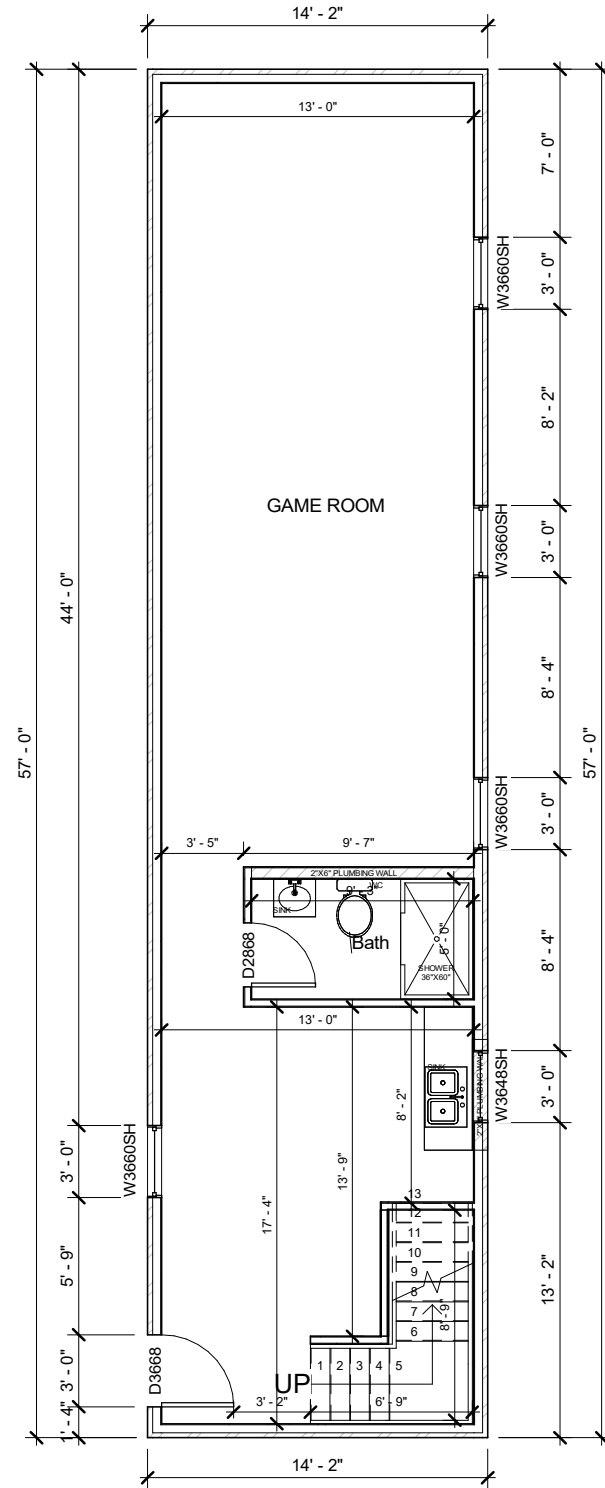 14' - 2"
13' - 0"
7' - 0"
W3660SH
3' - 0"
8' - 2"
GAME ROOM
W3660SH
3' - 0"
44' - 0"
8' - 4"
57' - 0"
57' - 0"
W3660SH
3' - 0"
3' - 5"
9' - 7"
2"X6" PLUMBING WALL
WC
SINK
Bath
D2868
5' - 0"
SHOWER
36"X60"
8' - 4"
13' - 0"
SINK
W3648SH
3' - 0"
8' - 2"
13' - 9"
17' - 4"
W3660SH
3' - 0"
13
12
11
10
9
8
7
6
8' - 9"
13' - 2"
5' - 9"
1 2 3 4 5
UP
D3668
3' - 0"
3' - 2"
6' - 9"
1' - 4"
14' - 2"